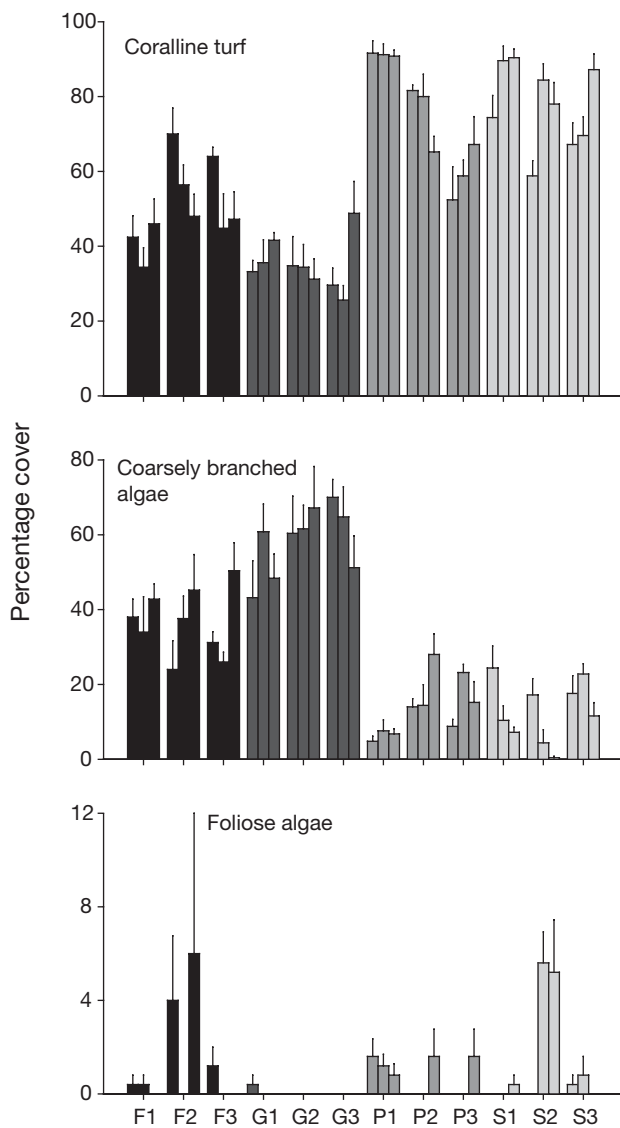 Percentage cover
Coralline turf
100
80
60
40
20
0
Coarsely branched
algae
80
60
40
20
0
Foliose algae
12
8
4
0
F1 F2 F3 G1 G2 G3 P1 P2 P3 S1 S2 S3